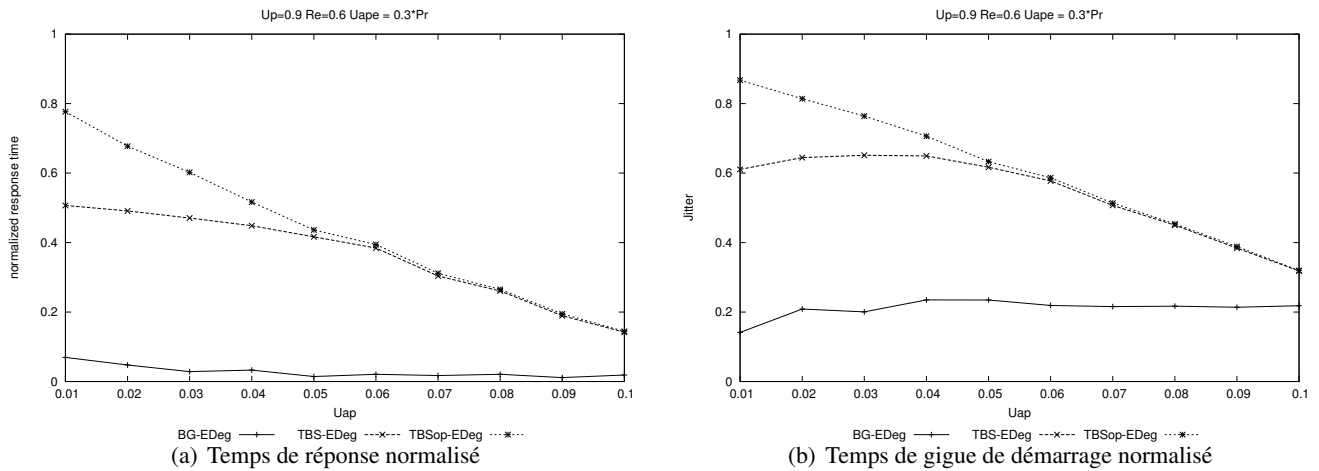 Up=0.9 Re=0.6 Uape = 0.3*Pr
normalized response time
1
0.8
0.6
0.4
0.2
0
0.01 0.02 0.03 0.04 0.05 0.06 0.07 0.08 0.09 0.1
Uap
BG-EDeg TBS-EDeg TBSop-EDeg
(a) Temps de réponse normalisé
Up=0.9 Re=0.6 Uape = 0.3*Pr
Jitter
1
0.8
0.6
0.4
0.2
0
0.01 0.02 0.03 0.04 0.05 0.06 0.07 0.08 0.09 0.1
Uap
BG-EDeg TBS-EDeg TBSop-EDeg
(b) Temps de gigue de démarrage normalisé